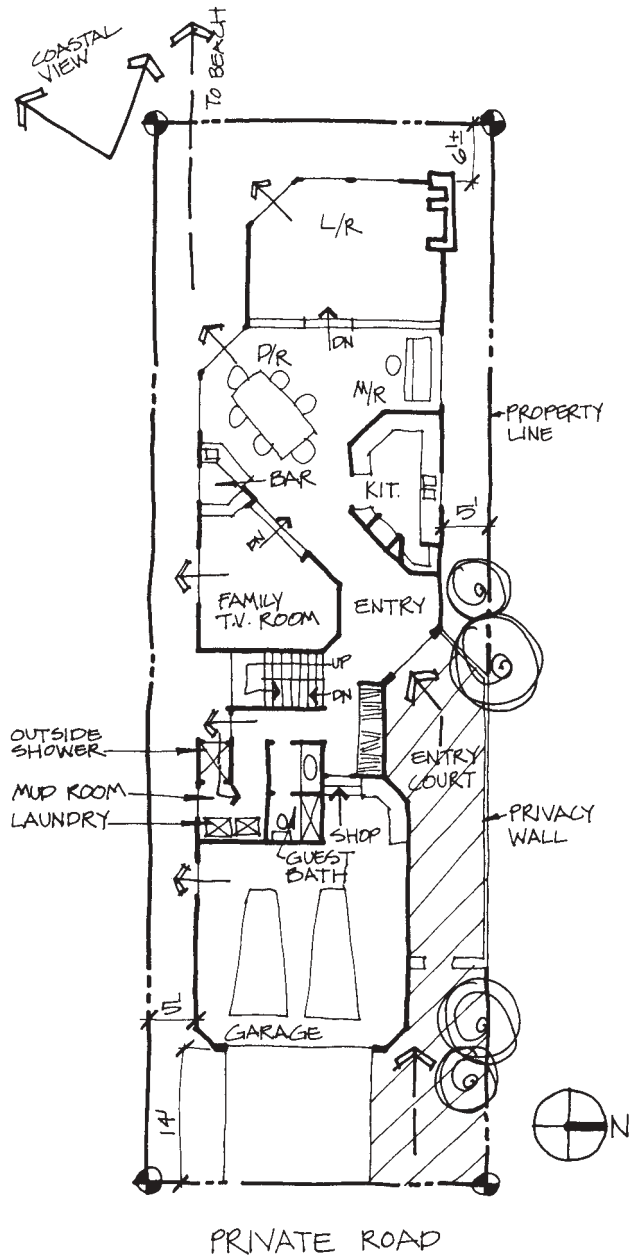 COASTAL
VIEW
TO BEACH
6'±
L/R
DN
D/R
M/R
PROPERTY
LINE
BAR
KIT.
5'
DN
FAMILY
T.V. ROOM
ENTRY
UP
DN
OUTSIDE
SHOWER
ENTRY
COURT
MUD ROOM
LAUNDRY
SHOP
PRIVACY
WALL
GUEST
BATH
5'
GARAGE
14'
N
PRIVATE ROAD